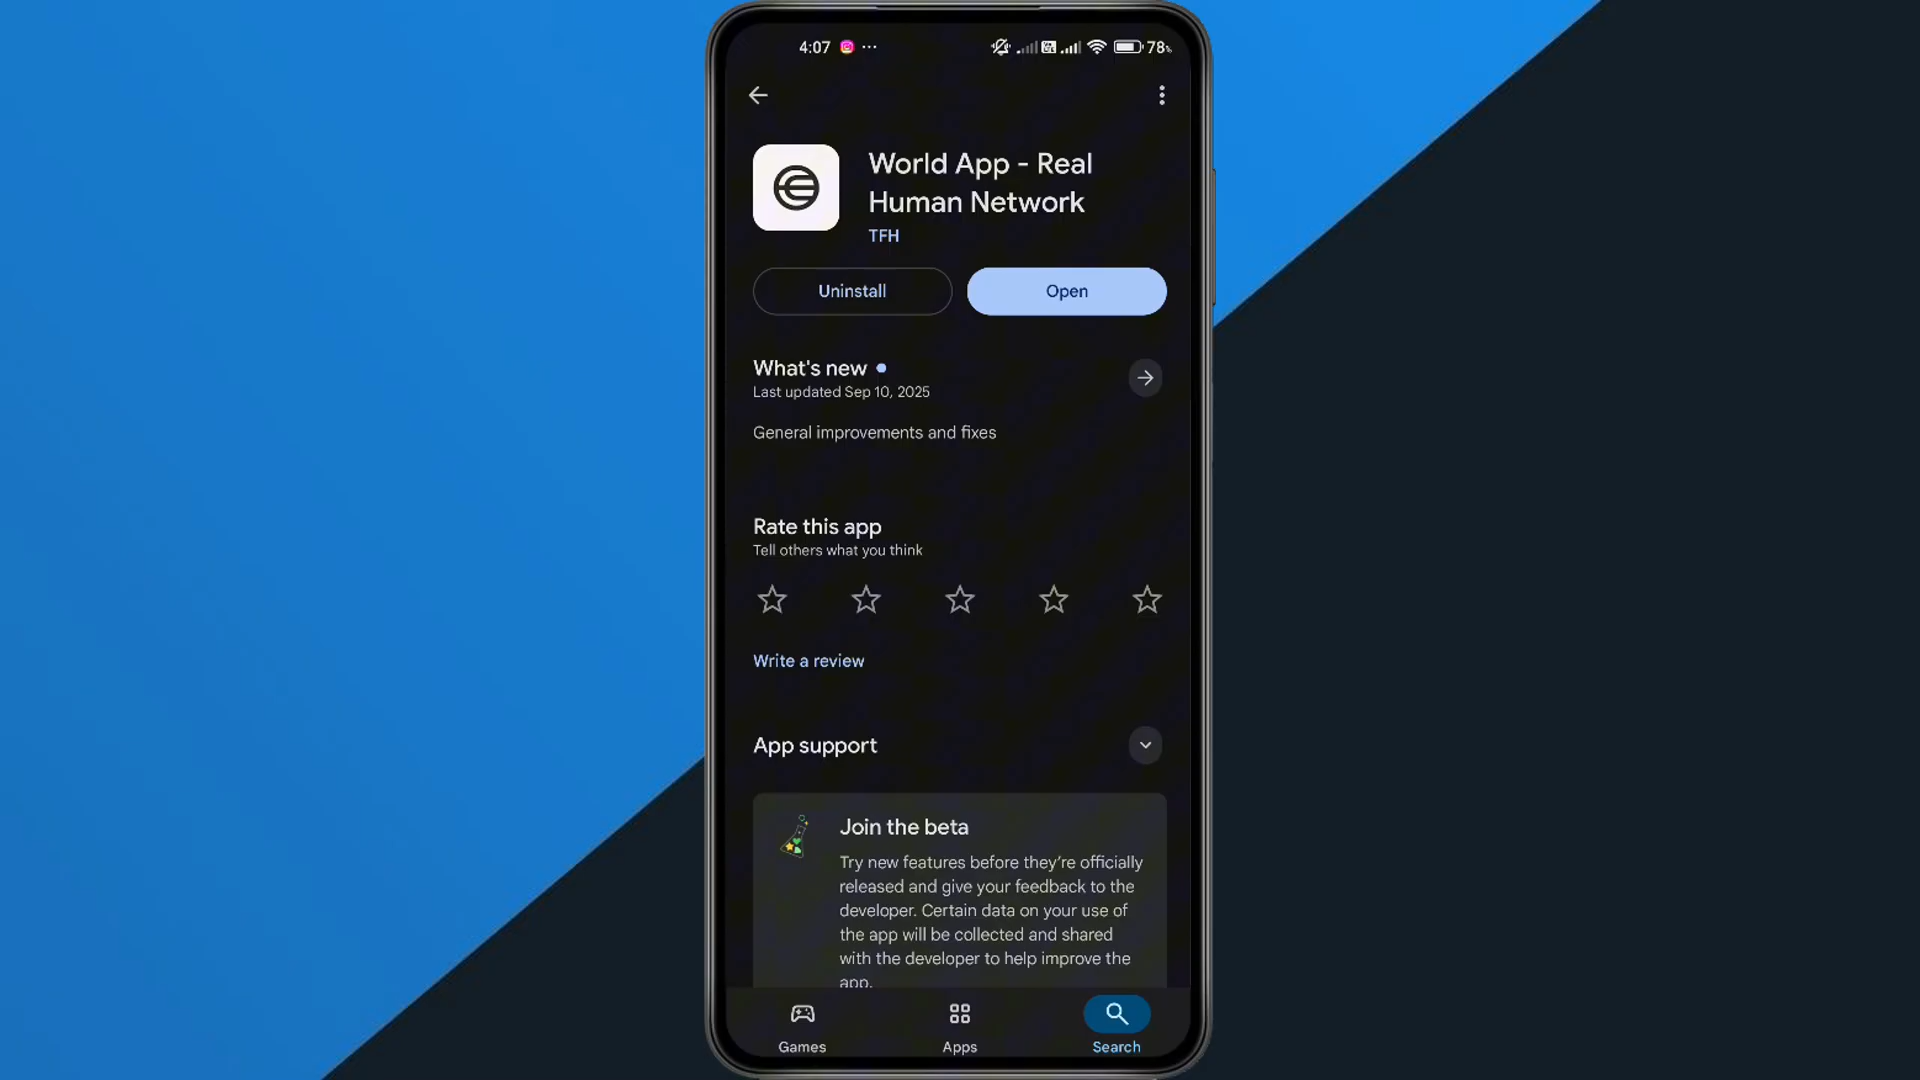 4:07
78%
World App - Real
Human Network
TFH
Uninstall
Open
What's new
Last updated Sep 10, 2025
General improvements and fixes
Rate this app
Tell others what you think
Write a review
App support
Join the beta
Try new features before they're officially
released and give your feedback to the
developer. Certain data on your use of
the app will be collected and shared
with the developer to help improve the
app.
Games
Apps
Search